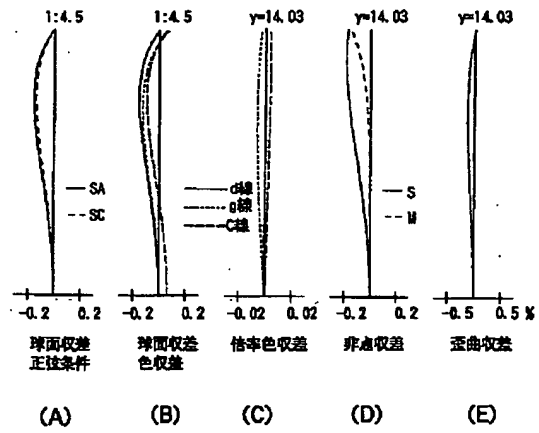 1:4.5 1:4.5 y=14.03 y=14.03 y=14.03
SA
SC
d線
g線
C線
S
M
-0.2 0.2 -0.2 0.2 -0.02 0.02 -0.2 0.2 -0.5 0.5 %
球面収差 球面収差 倍率色収差 非点収差 歪曲収差
正弦条件 色収差
(A) (B) (C) (D) (E)